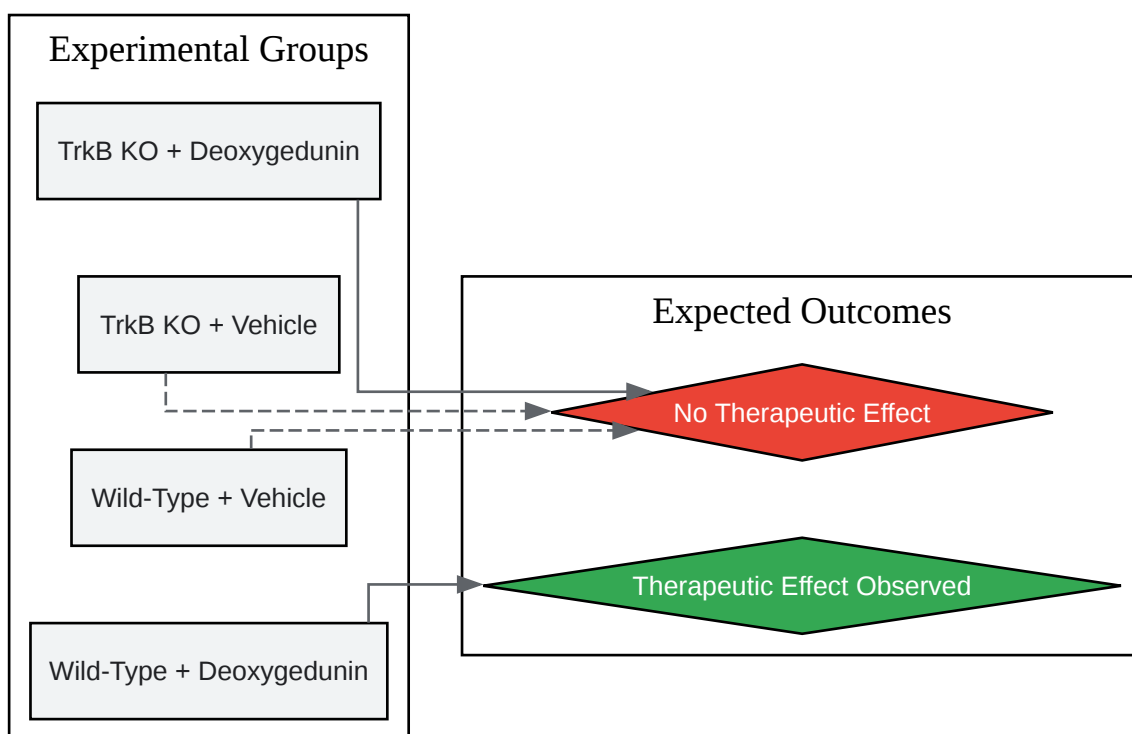 Experimental Groups
TrkB KO + Deoxygedunin
TrkB KO + Vehicle
Wild-Type + Vehicle
Wild-Type + Deoxygedunin
Expected Outcomes
No Therapeutic Effect
Therapeutic Effect Observed